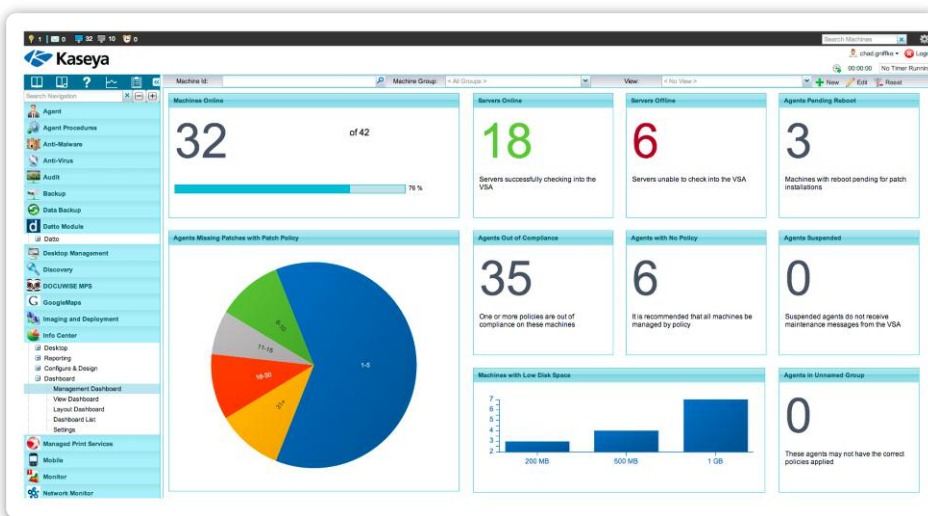 1 0 32 10 0
Search Machines
Kaseya
chad.griffke
Logo
00:00:00 No Timer Runnin
Machine Id: Machine Group: < All Groups > View: < No View > New Edit Reset
Search Navigation
Agent
Agent Procedures
Anti-Malware
Anti-Virus
Audit
Backup
Data Backup
Datto Module
Datto
Desktop Management
Discovery
DOCUWISE MPS
GoogleMaps
Imaging and Deployment
Info Center
Desktop
Reporting
Configure & Design
Dashboard
Management Dashboard
View Dashboard
Layout Dashboard
Dashboard List
Settings
Managed Print Services
Mobile
Monitor
Network Monitor
Machines Online
32 of 42
76 %
Servers Online
18
Servers successfully checking into the
VSA
Servers Offline
6
Servers unable to check into the VSA
Agents Pending Reboot
3
Machines with reboot pending for patch
installations
Agents Missing Patches with Patch Policy
6-10
11-15
16-30
31+
1-5
Agents Out of Compliance
35
One or more policies are out of
compliance on these machines
Agents with No Policy
6
It is recommended that all machines be
managed by policy
Agents Suspended
0
Suspended agents do not receive
maintenance messages from the VSA
Machines with Low Disk Space
7
6
5
4
3
2
200 MB 500 MB 1 GB
Agents in Unnamed Group
0
These agents may not have the correct
policies applied